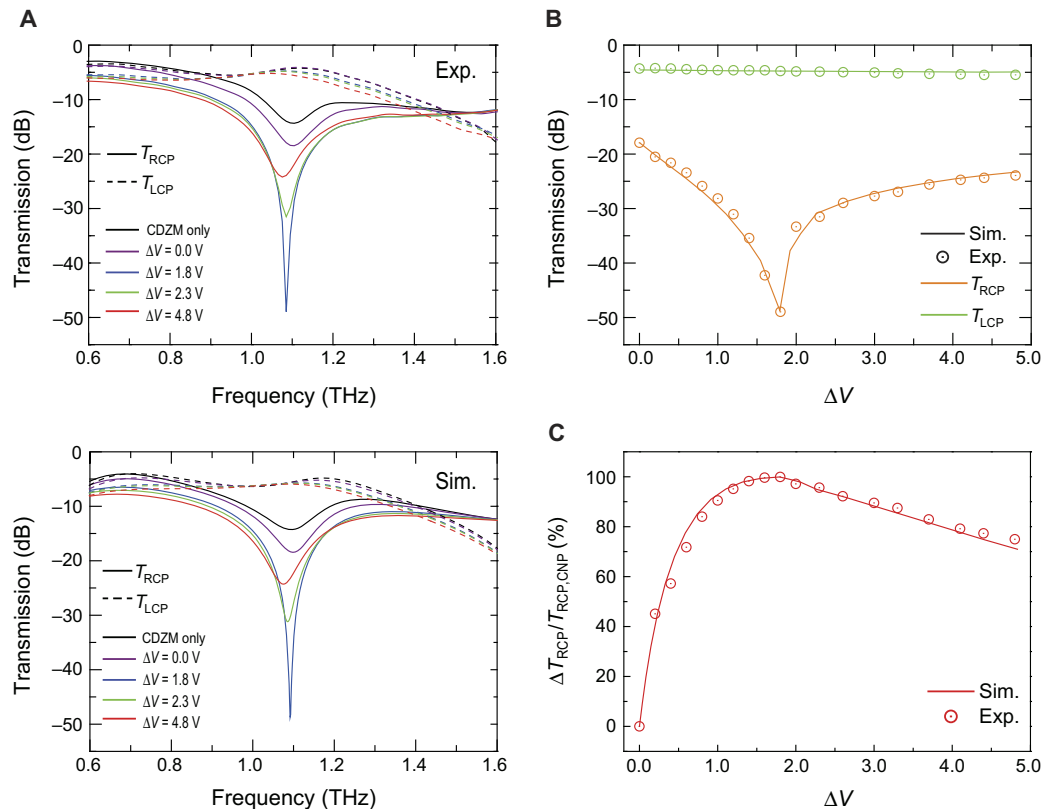 A
Transmission (dB)
0
–10
–20
–30
–40
–50
Exp.
T_RCP
T_LCP
CDZM only
ΔV = 0.0 V
ΔV = 1.8 V
ΔV = 2.3 V
ΔV = 4.8 V
0.6 0.8 1.0 1.2 1.4 1.6
Frequency (THz)
B
Transmission (dB)
0
–10
–20
–30
–40
–50
Sim.
Exp.
T_RCP
T_LCP
0.0 1.0 2.0 3.0 4.0 5.0
ΔV
Transmission (dB)
0
–10
–20
–30
–40
–50
Sim.
T_RCP
T_LCP
CDZM only
ΔV = 0.0 V
ΔV = 1.8 V
ΔV = 2.3 V
ΔV = 4.8 V
0.6 0.8 1.0 1.2 1.4 1.6
Frequency (THz)
C
ΔT_RCP/T_RCP,CNP (%)
100
80
60
40
20
0
Sim.
Exp.
0.0 1.0 2.0 3.0 4.0 5.0
ΔV